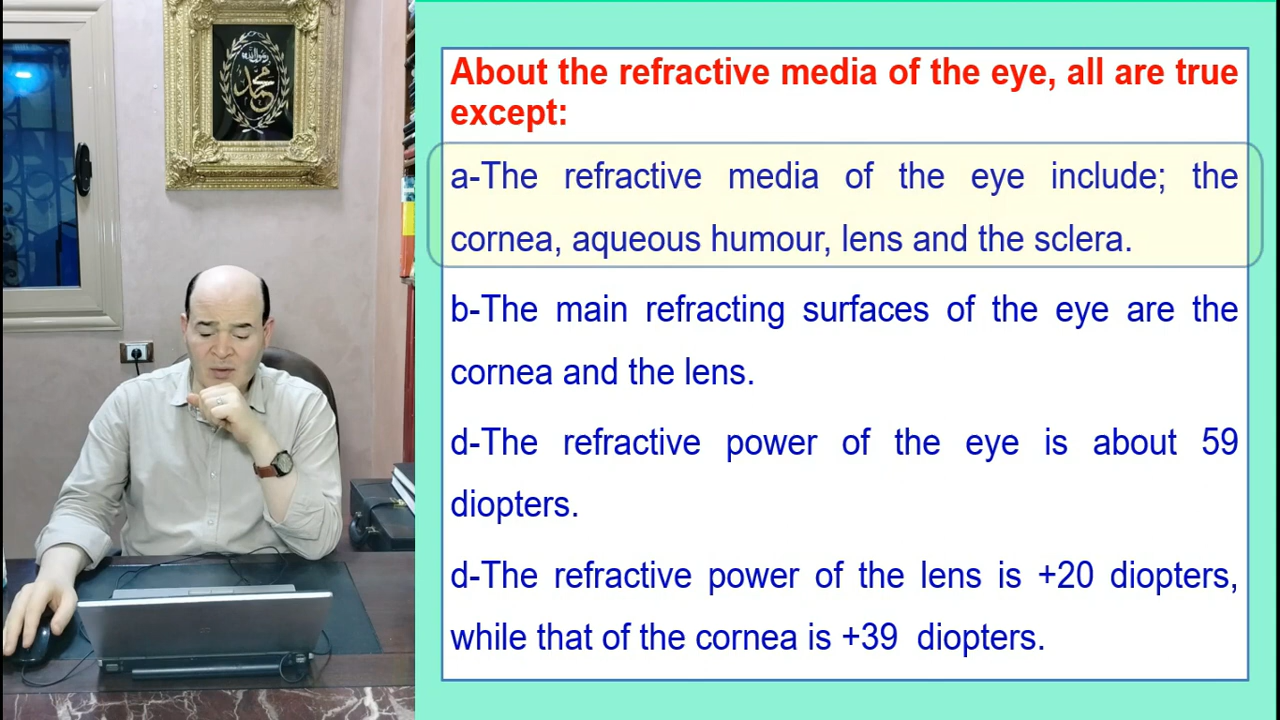 رسول الله
محمد
About the refractive media of the eye, all are true
except:
a-The refractive media of the eye include; the
cornea, aqueous humour, lens and the sclera.
b-The main refracting surfaces of the eye are the
cornea and the lens.
d-The refractive power of the eye is about 59
diopters.
d-The refractive power of the lens is +20 diopters,
while that of the cornea is +39 diopters.